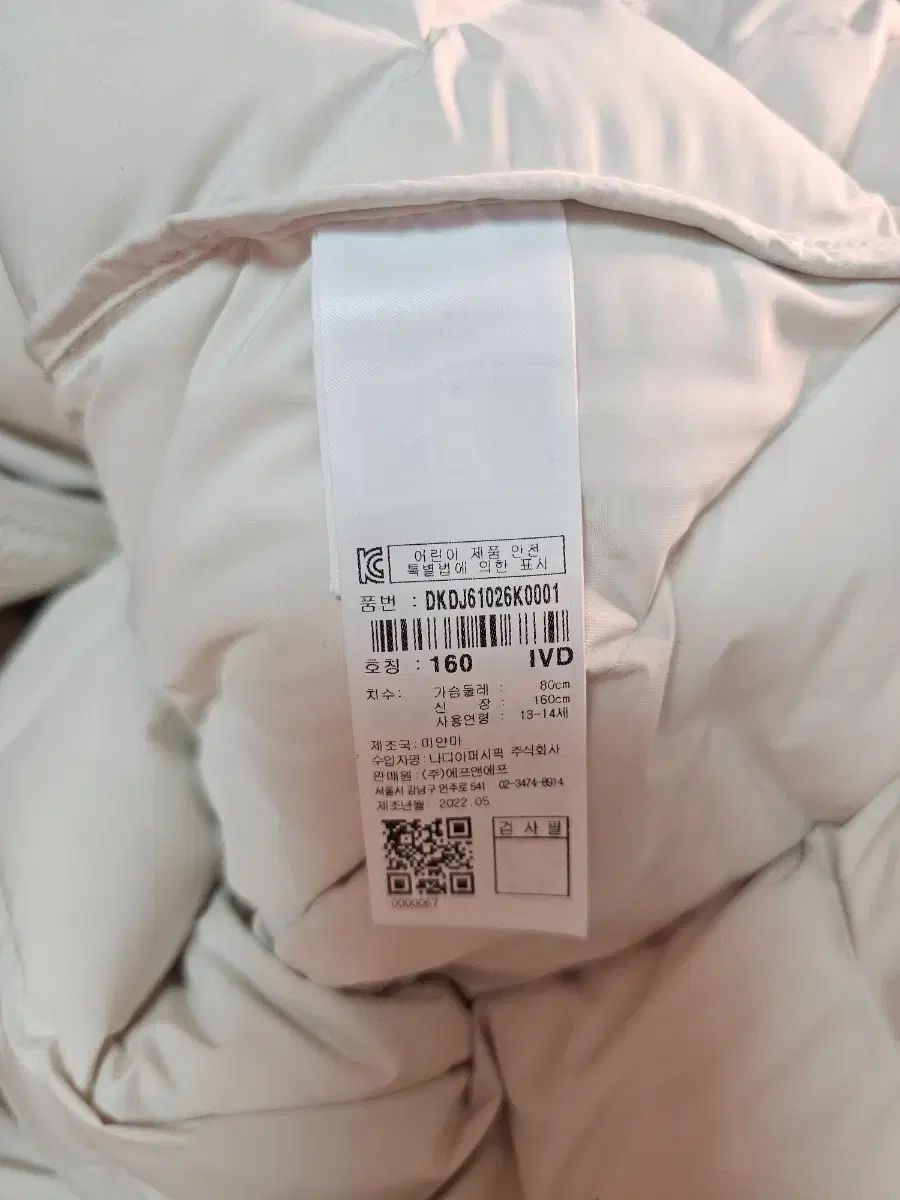 KC 어린이 제품 안전
특별법에 의한 표시
품번 : DKDJ61026K0001
호칭 : 160 IVD
치수: 가슴둘레 : 80cm
신 장 : 160cm
사용연령 : 13-14세
제조국: 미얀마
수입자명: 나디아퍼시픽 주식회사
판매원 : (주)에프앤에프
서울시 강남구 언주로 541 02-3474-8914
제조년월: 2022.05
검 사 필
0000067